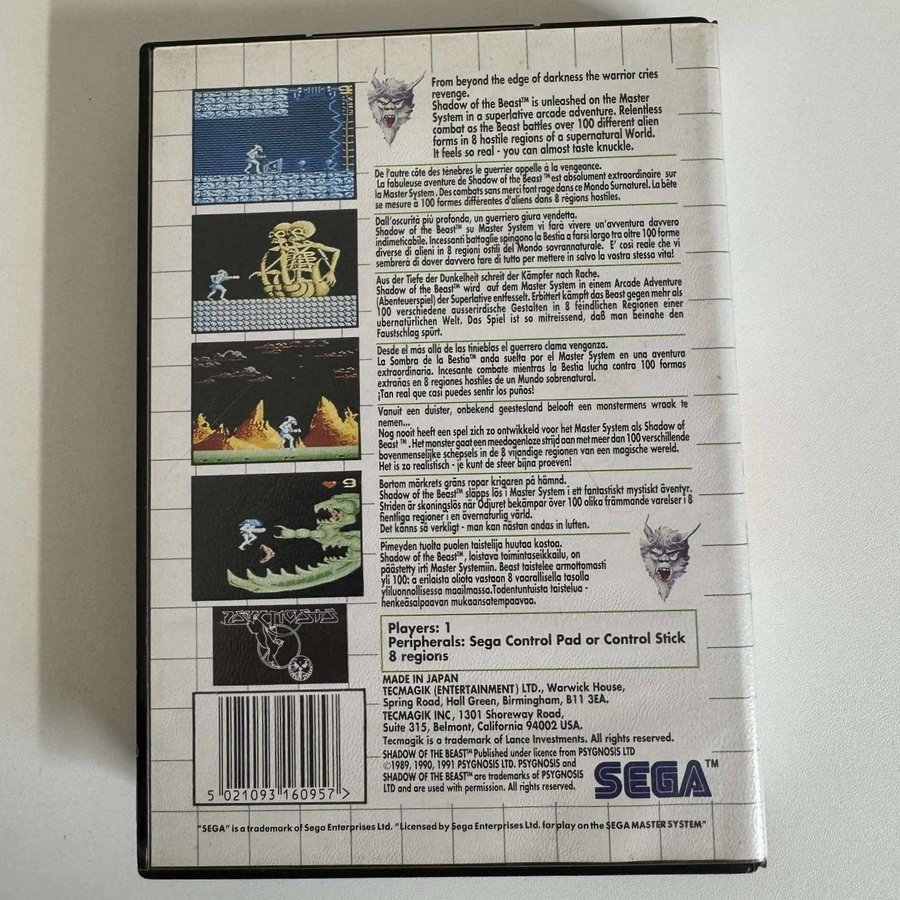 From beyond the edge of darkness the warrior cries
revenge.
Shadow of the Beast™ is unleashed on the Master
System in a superlative arcade adventure. Relentless
combat as the Beast battles over 100 different alien
forms in 8 hostile regions of a supernatural World.
It feels so real - you can almost taste knuckle.
De l'autre côte des ténebres le guerrier appelle à la vengeance.
La fabuleuse aventure de Shadow of the Beast™ est absolument extraordinaire sur
la Master System. Des combats sans merci font rage dans ce Mondo Surnaturel. La bête
se mesure à 100 formes différentes d'aliens dans 8 régions hostiles.
Dall'oscurità più profonda, un guerriero giura vendetta.
Shadow of the Beast™ su Master System vi farà vivere un'avventura davvero
indimeticabile. Incessanti battaglie spingono la Bestia a farsi largo tra oltre 100 forme
diverse di alieni in 8 regioni ostili del Mondo sovrannaturale. E' cosi reale che vi
sembrerà di dover davvero fare di tutto per mettere in salvo la vostra stessa vita!
Aus der Tiefe der Dunkelheit schreit der Kämpfer nach Rache.
Shadow of the Beast™ wird auf dem Master System in einem Arcade Adventure
(Abenteuerspiel) der Superlative entfesselt. Erbittert kämpft das Beast gegen mehr als
100 verschiedene ausserirdische Gestalten in 8 feindlichen Regionen einer
ubernatürlichen Welt. Das Spiel ist so mitreissend, daß man beinahe den
Faustschlag spürt.
Desde el más allá de las tinieblas el guerrero clama venganza.
La Sombra de la Bestia™ anda suelta por el Master System en una aventura
extraordinaria. Incesante combate mientras la Bestia lucha contra 100 formas
extrañas en 8 regiones hostiles de un Mundo sobrenatural.
¡Tan real que casi puedes sentir los puños!
Vanuit een duister, onbekend geestesland belooft een monstermens wraak te
nemen...
Nog nooit heeft een spel zich zo ontwikkeld voor het Master System als Shadow of
Beast™. Het monster gaat een meedogenloze strijd aan met meer dan 100 verschillende
bovenmenselijke schepsels in de 8 vijandige regionen van een magische wereld.
Het is zo realistisch - je kunt de sfeer bijna proeven!
Bortom mörkrets gräns ropar krigaren på hämnd.
Shadow of the Beast™ släpps lös i Master System i ett fantastiskt mystiskt äventyr.
Striden är skoningslös när Odjuret bekämpar över 100 olika främmande varelser i 8
fientliga regioner i en övernaturlig värld.
Det känns så verkligt - man kan nästan andas in luften.
Pimeyden tuolta puolen taistelija huutaa kostoa.
Shadow of the Beast™, loistava toimintaseikkailu, on
päästetty irti Master Systemiin. Beast taistelee armottomasti
yli 100: a erilaista oliota vastaan 8 vaarallisella tasolla
yliluonnollisessa maailmassa.Todentuntuista taistelua -
henkeäsalpaavan mukaansatempaavaa.
9
PSYGNOSIS
Players: 1
Peripherals: Sega Control Pad or Control Stick
8 regions
MADE IN JAPAN
TECMAGIK (ENTERTAINMENT) LTD., Warwick House,
Spring Road, Hall Green, Birmingham, B11 3EA.
TECMAGIK INC, 1301 Shoreway Road,
Suite 315, Belmont, California 94002 USA.
Tecmagik is a trademark of Lance Investments. All rights reserved.
SHADOW OF THE BEAST™ Published under licence from PSYGNOSIS LTD
©1989, 1990, 1991 PSYGNOSIS LTD. PSYGNOSIS and
SHADOW OF THE BEAST™ are trademarks of PSYGNOSIS
LTD and are used with permission. All rights reserved.
SEGA™
5 021093 160957 >
"SEGA" is a trademark of Sega Enterprises Ltd. "Licensed by Sega Enterprises Ltd. for play on the SEGA MASTER SYSTEM"